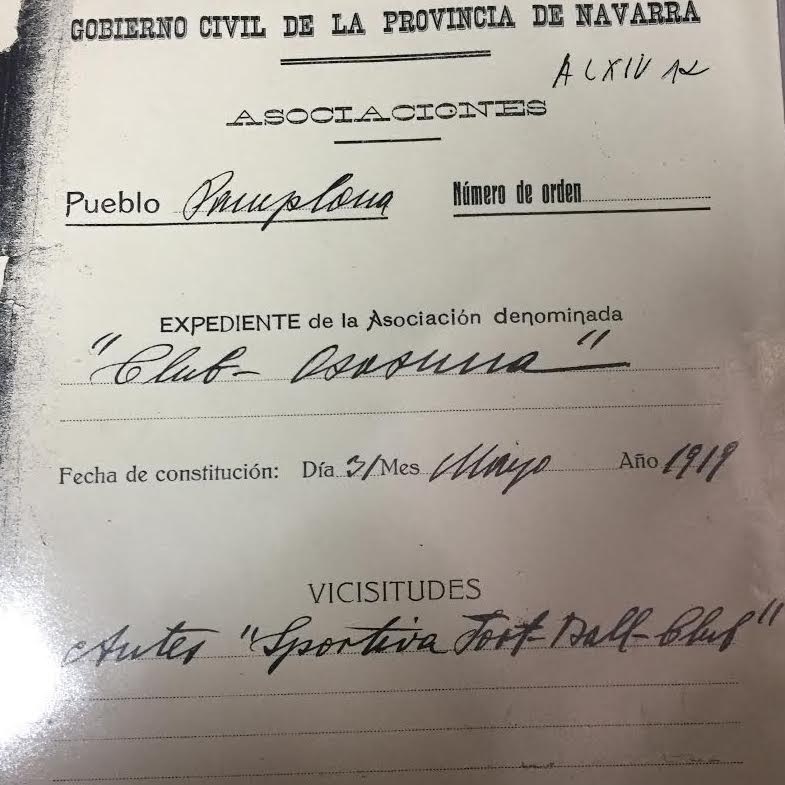 GOBIERNO CIVIL DE LA PROVINCIA DE NAVARRA
ASOCIACIONES
Pueblo Pamplona Número de orden
EXPEDIENTE de la Asociación denominada
"Club-Osasuna"
Fecha de constitución: Día 31 Mes Mayo Año 1919
VICISITUDES
Antes "Sportiva Foot-Ball-Club"